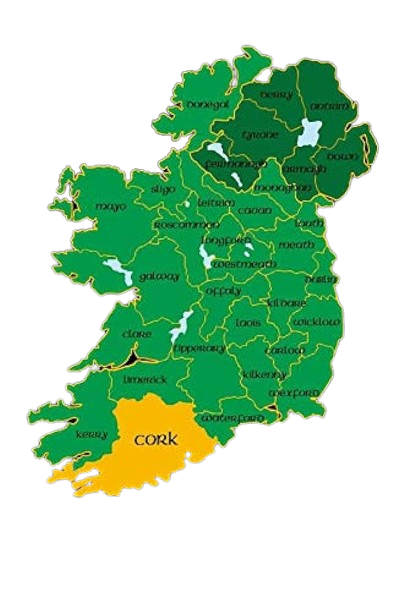 Derry
Donegal
Antrim
Tyrone
Down
Fermanagh
Armagh
Monaghan
Sligo
Leitrim
Mayo
Cavan
Roscommon
Louth
Longford
Meath
Westmeath
Galway
Dublin
Offaly
Kildare
Laois
Wicklow
Clare
Tipperary
Carlow
Kilkenny
Limerick
Wexford
Waterford
Kerry
Cork